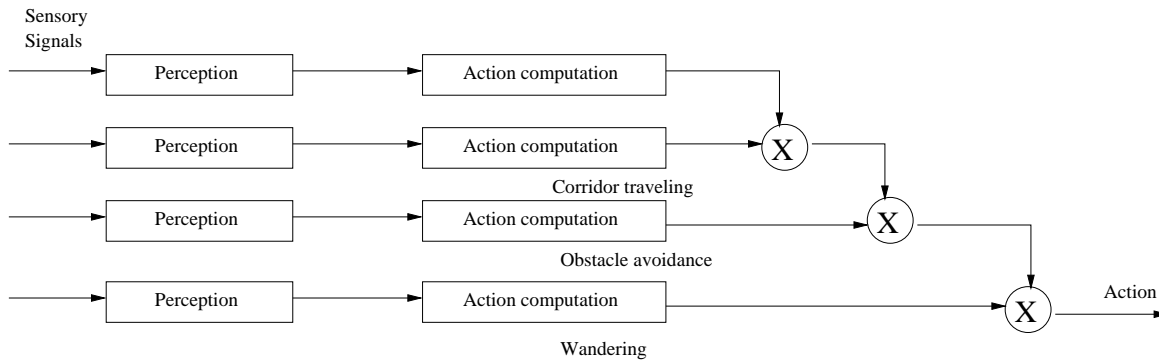 Sensory
Signals
Perception
Action computation
Perception
Action computation
X
Corridor traveling
Perception
Action computation
X
Obstacle avoidance
Perception
Action computation
X
Action
Wandering